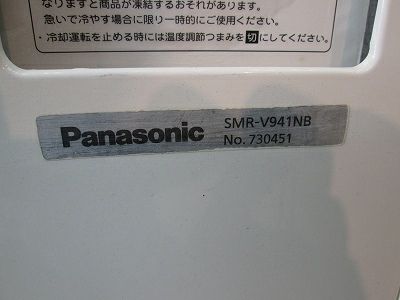 なりますと商品が凍結するおそれがあります。
急いで冷やす場合に限り一時的にご使用ください。
・冷却運転を止める時には温度調節つまみを切にしてください。
Panasonic
SMR-V941NB
No. 730451